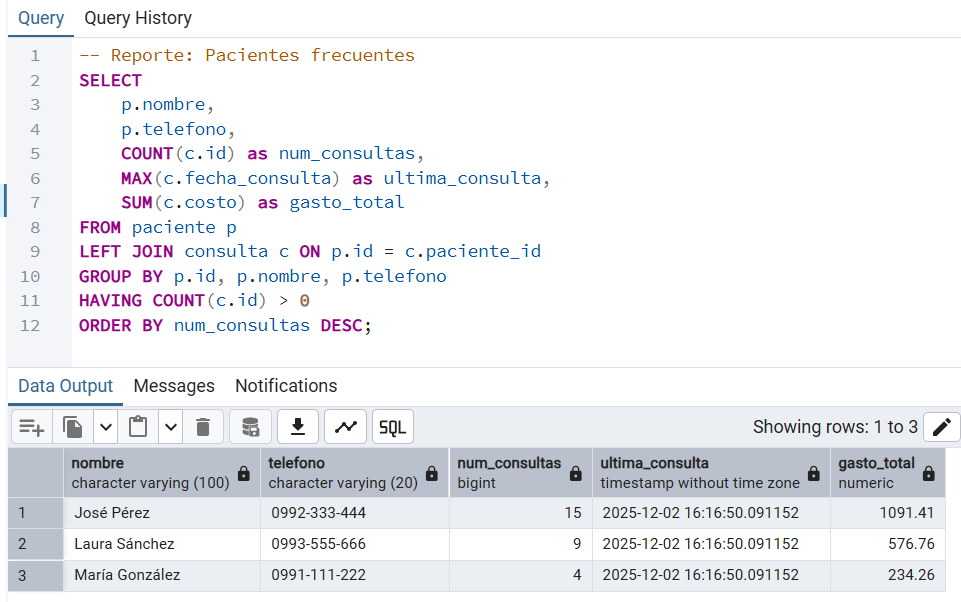 Query Query History
1 -- Reporte: Pacientes frecuentes
2 SELECT
3 p.nombre,
4 p.telefono,
5 COUNT(c.id) as num_consultas,
6 MAX(c.fecha_consulta) as ultima_consulta,
7 SUM(c.costo) as gasto_total
8 FROM paciente p
9 LEFT JOIN consulta c ON p.id = c.paciente_id
10 GROUP BY p.id, p.nombre, p.telefono
11 HAVING COUNT(c.id) > 0
12 ORDER BY num_consultas DESC;
Data Output Messages Notifications
SQL Showing rows: 1 to 3
nombre telefono num_consultas ultima_consulta gasto_total
character varying (100) character varying (20) bigint timestamp without time zone numeric
1 José Pérez 0992-333-444 15 2025-12-02 16:16:50.091152 1091.41
2 Laura Sánchez 0993-555-666 9 2025-12-02 16:16:50.091152 576.76
3 María González 0991-111-222 4 2025-12-02 16:16:50.091152 234.26